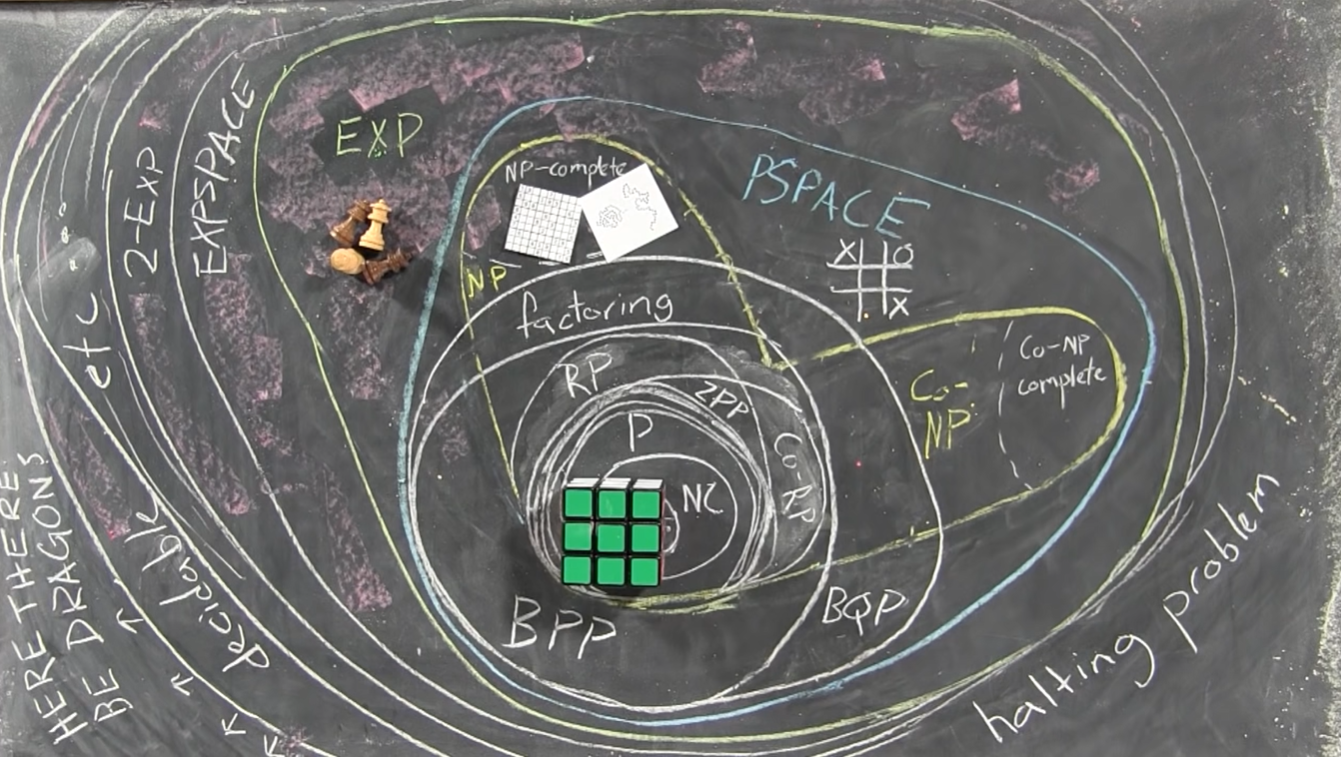 EXP
NP-complete
PSPACE
X O
X
EXPSPACE
2-EXP
NP
factoring
Co-NP
complete
Co-
NP
RP
ZPP
P
Co-RP
NC
etc
decidable
BPP
BQP
HERE THERE
BE DRAGONS
halting problem